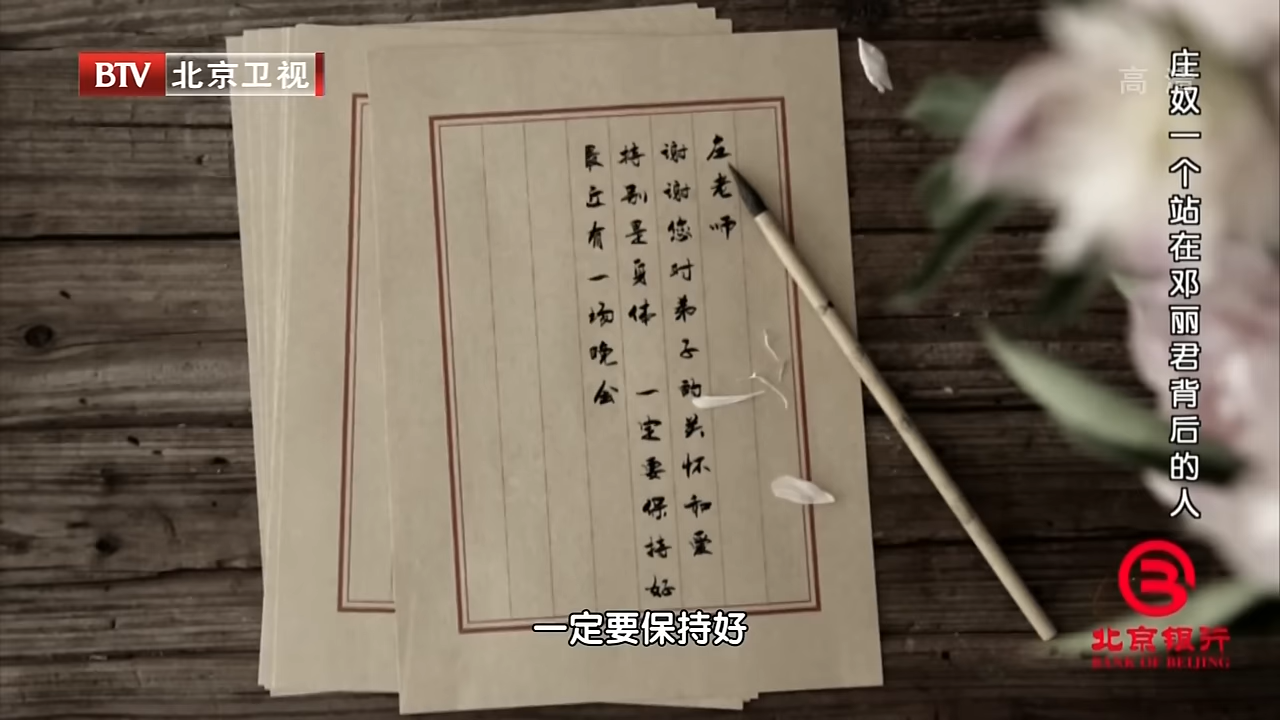 BTV 北京卫视
高清
庄奴一个站在邓丽君背后的人
庄老师
谢谢您对弟子的关怀和爱
持别是身体 一定要保持好
最近有一场晚会
一定要保持好
北京银行
BANK OF BEIJING